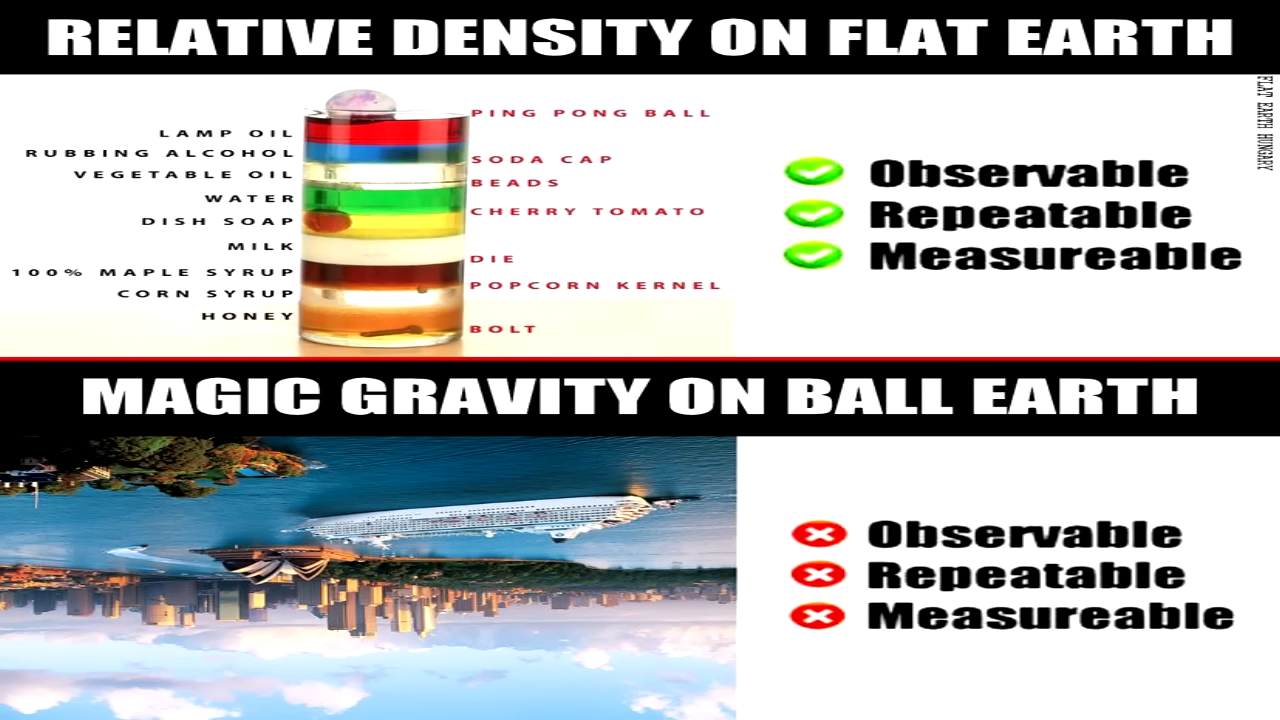 RELATIVE DENSITY ON FLAT EARTH
FLAT EARTH HUNGARY
LAMP OIL
RUBBING ALCOHOL
VEGETABLE OIL
WATER
DISH SOAP
MILK
100% MAPLE SYRUP
CORN SYRUP
HONEY
PING PONG BALL
SODA CAP
BEADS
CHERRY TOMATO
DIE
POPCORN KERNEL
BOLT
Observable
Repeatable
Measureable
MAGIC GRAVITY ON BALL EARTH
Observable
Repeatable
Measureable